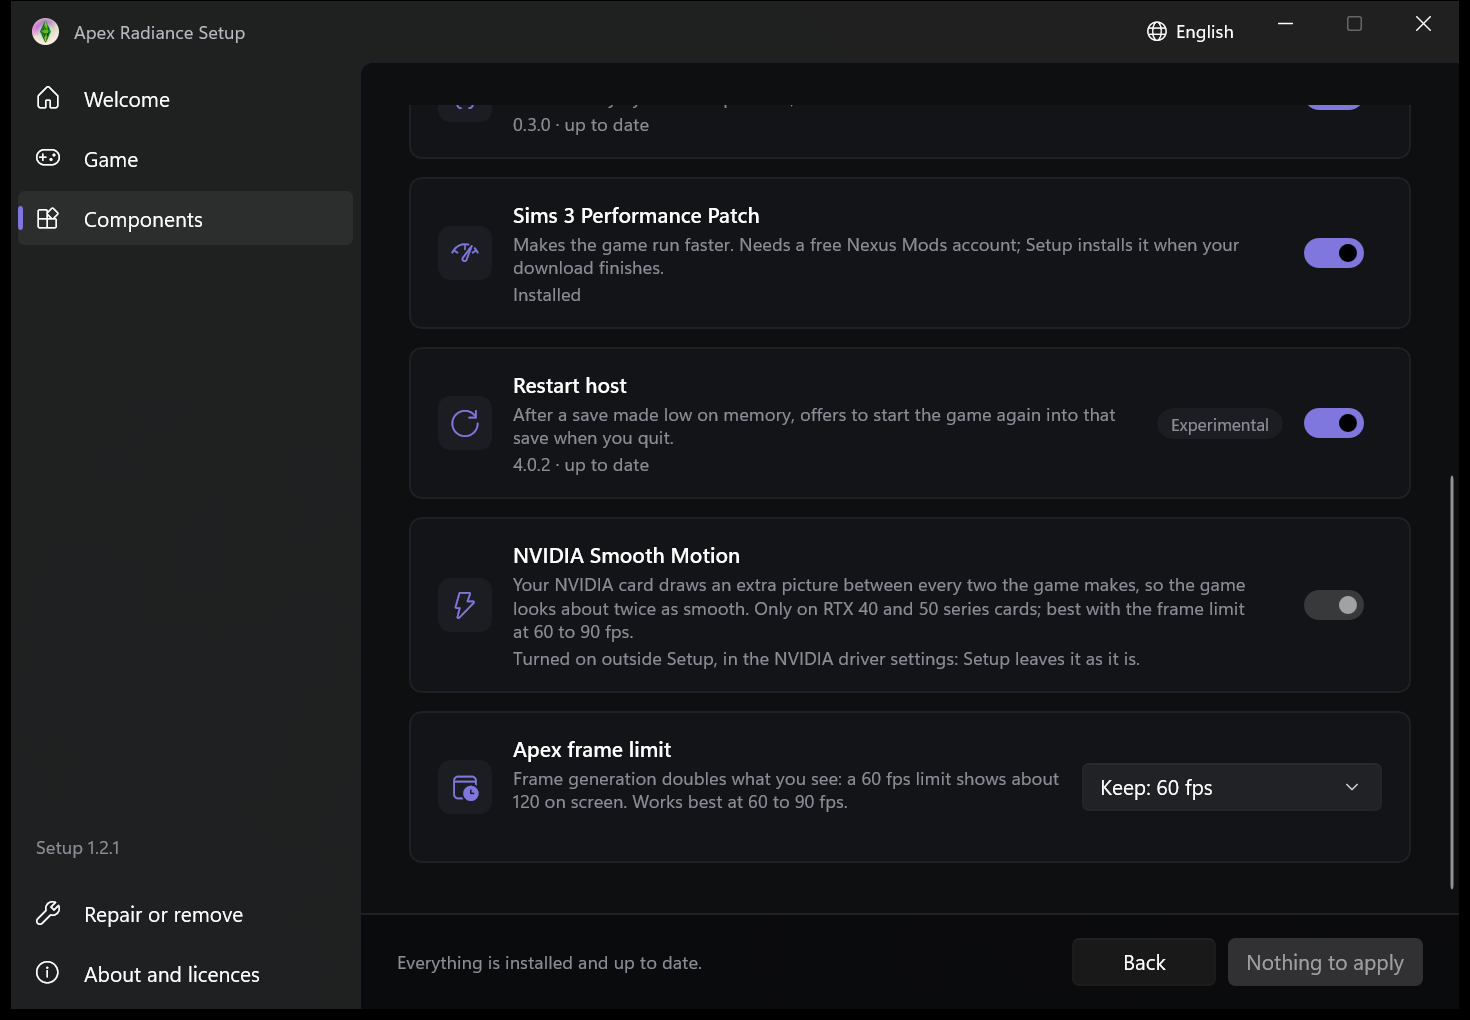 Apex Radiance Setup
English
Welcome
Game
Components
Setup 1.2.1
Repair or remove
About and licences
0.3.0 · up to date
Sims 3 Performance Patch
Makes the game run faster. Needs a free Nexus Mods account; Setup installs it when your
download finishes.
Installed
Restart host
After a save made low on memory, offers to start the game again into that
save when you quit.
4.0.2 · up to date
Experimental
NVIDIA Smooth Motion
Your NVIDIA card draws an extra picture between every two the game makes, so the game
looks about twice as smooth. Only on RTX 40 and 50 series cards; best with the frame limit
at 60 to 90 fps.
Turned on outside Setup, in the NVIDIA driver settings: Setup leaves it as it is.
Apex frame limit
Frame generation doubles what you see: a 60 fps limit shows about
120 on screen. Works best at 60 to 90 fps.
Keep: 60 fps
Everything is installed and up to date.
Back
Nothing to apply